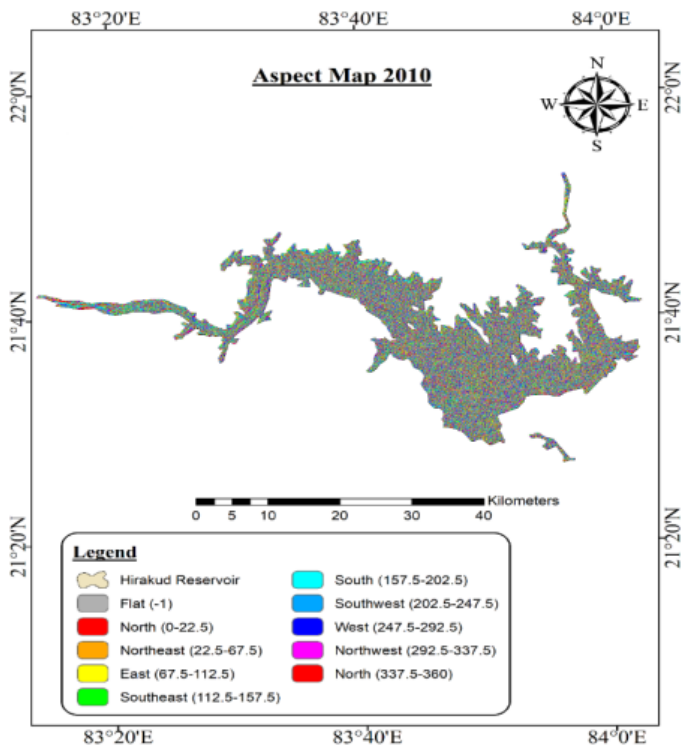 83°20'E 83°40'E 84°0'E
Aspect Map 2010
N
W E
S
22°0'N 22°0'N
21°40'N 21°40'N
21°20'N 21°20'N
Kilometers
0 5 10 20 30 40
Legend
Hirakud Reservoir
Flat (-1)
North (0-22.5)
Northeast (22.5-67.5)
East (67.5-112.5)
Southeast (112.5-157.5)
South (157.5-202.5)
Southwest (202.5-247.5)
West (247.5-292.5)
Northwest (292.5-337.5)
North (337.5-360)
83°20'E 83°40'E 84°0'E